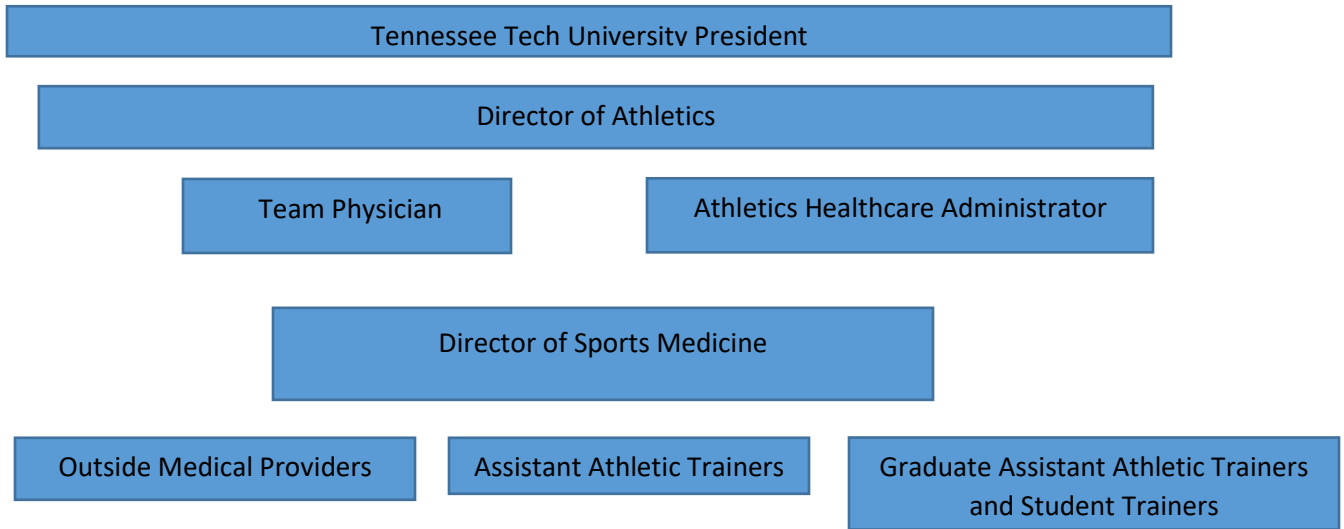 Tennessee Tech University President
Director of Athletics
Team Physician
Athletics Healthcare Administrator
Director of Sports Medicine
Outside Medical Providers
Assistant Athletic Trainers
Graduate Assistant Athletic Trainers
and Student Trainers